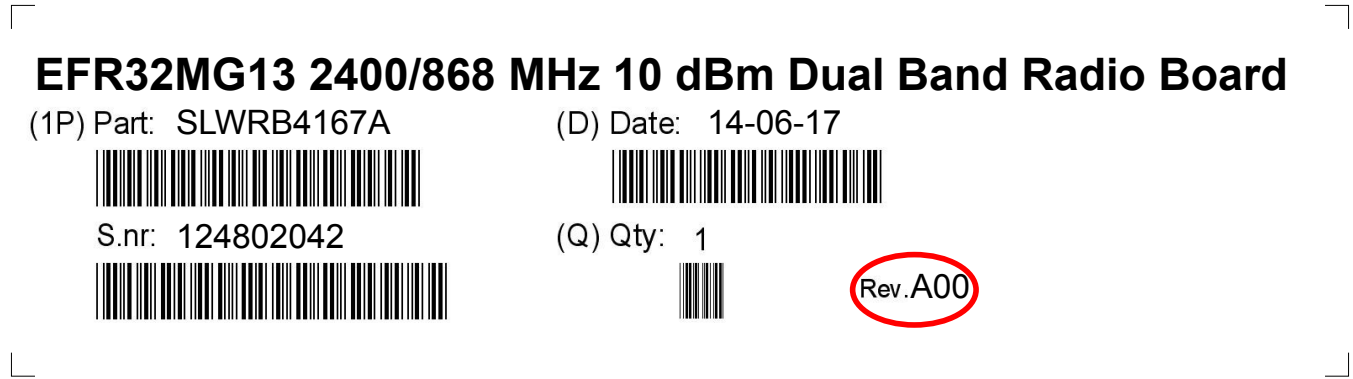 EFR32MG13 2400/868 MHz 10 dBm Dual Band Radio Board
(1P) Part: SLWRB4167A (D) Date: 14-06-17
S.nr: 124802042 (Q) Qty: 1
Rev.A00